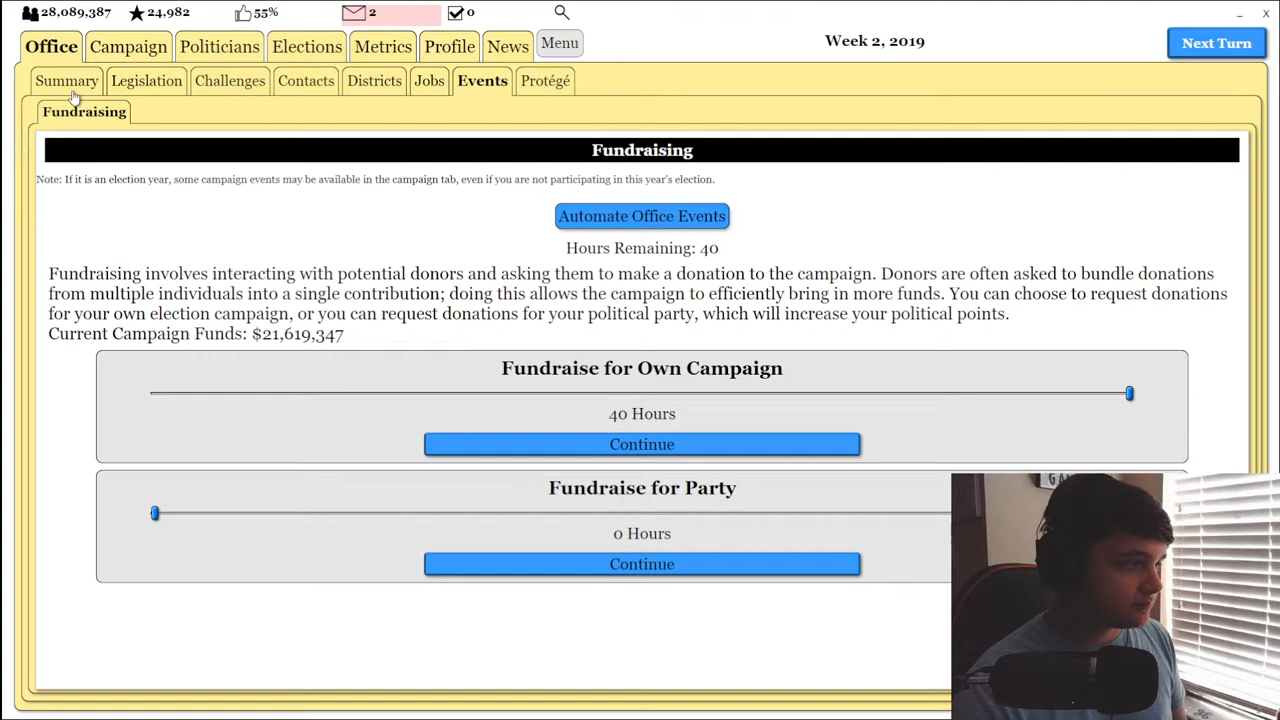 28,089,387 24,982 55% 2 0
Office Campaign Politicians Elections Metrics Profile News Menu Week 2, 2019 Next Turn
Summary Legislation Challenges Contacts Districts Jobs Events Protégé
Fundraising
Fundraising
Note: If it is an election year, some campaign events may be available in the campaign tab, even if you are not participating in this year's election.
Automate Office Events
Hours Remaining: 40
Fundraising involves interacting with potential donors and asking them to make a donation to the campaign. Donors are often asked to bundle donations
from multiple individuals into a single contribution; doing this allows the campaign to efficiently bring in more funds. You can choose to request donations
for your own election campaign, or you can request donations for your political party, which will increase your political points.
Current Campaign Funds: $21,619,347
Fundraise for Own Campaign
40 Hours
Continue
Fundraise for Party
0 Hours
Continue